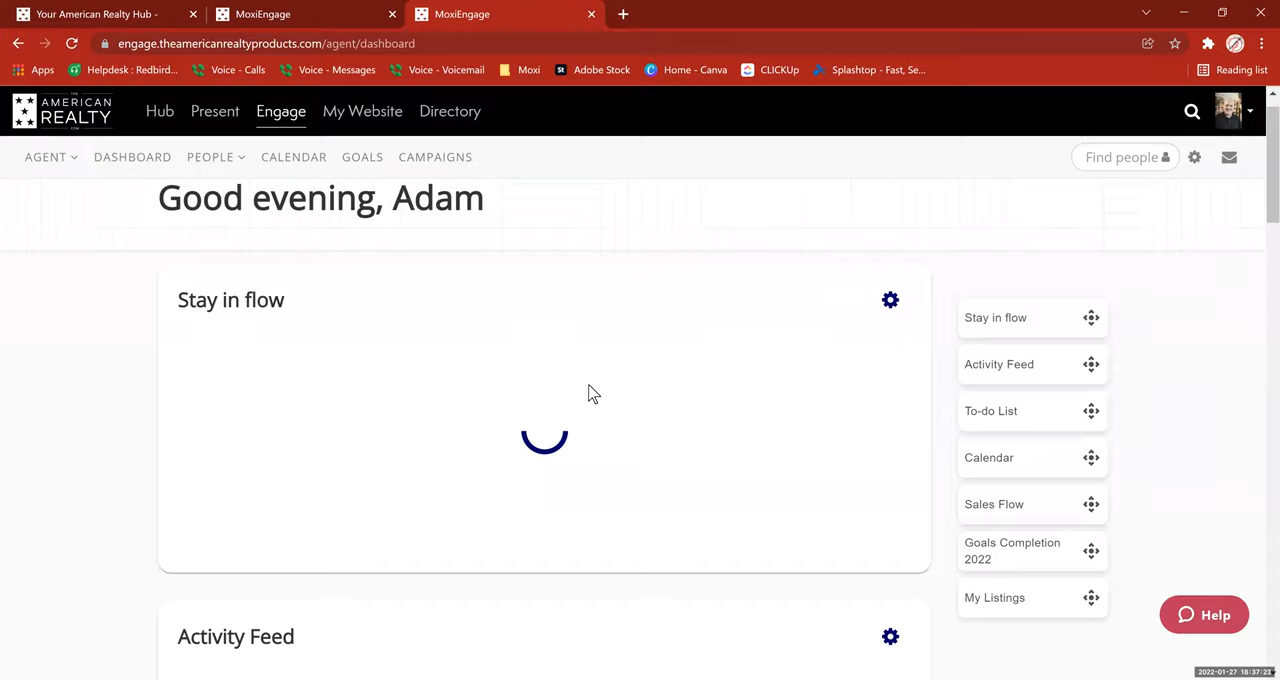 Your American Realty Hub -
MoxiEngage
MoxiEngage
engage.theamericanrealtyproducts.com/agent/dashboard
Apps
Helpdesk : Redbird...
Voice - Calls
Voice - Messages
Voice - Voicemail
Moxi
Adobe Stock
Home - Canva
CLICKUp
Splashtop - Fast, Se...
Reading list
THE
AMERICAN
REALTY
.COM
Hub
Present
Engage
My Website
Directory
AGENT
DASHBOARD
PEOPLE
CALENDAR
GOALS
CAMPAIGNS
Find people
Good evening, Adam
Stay in flow
Stay in flow
Activity Feed
To-do List
Calendar
Sales Flow
Goals Completion
2022
My Listings
Help
Activity Feed
2022-01-27 18:37:23